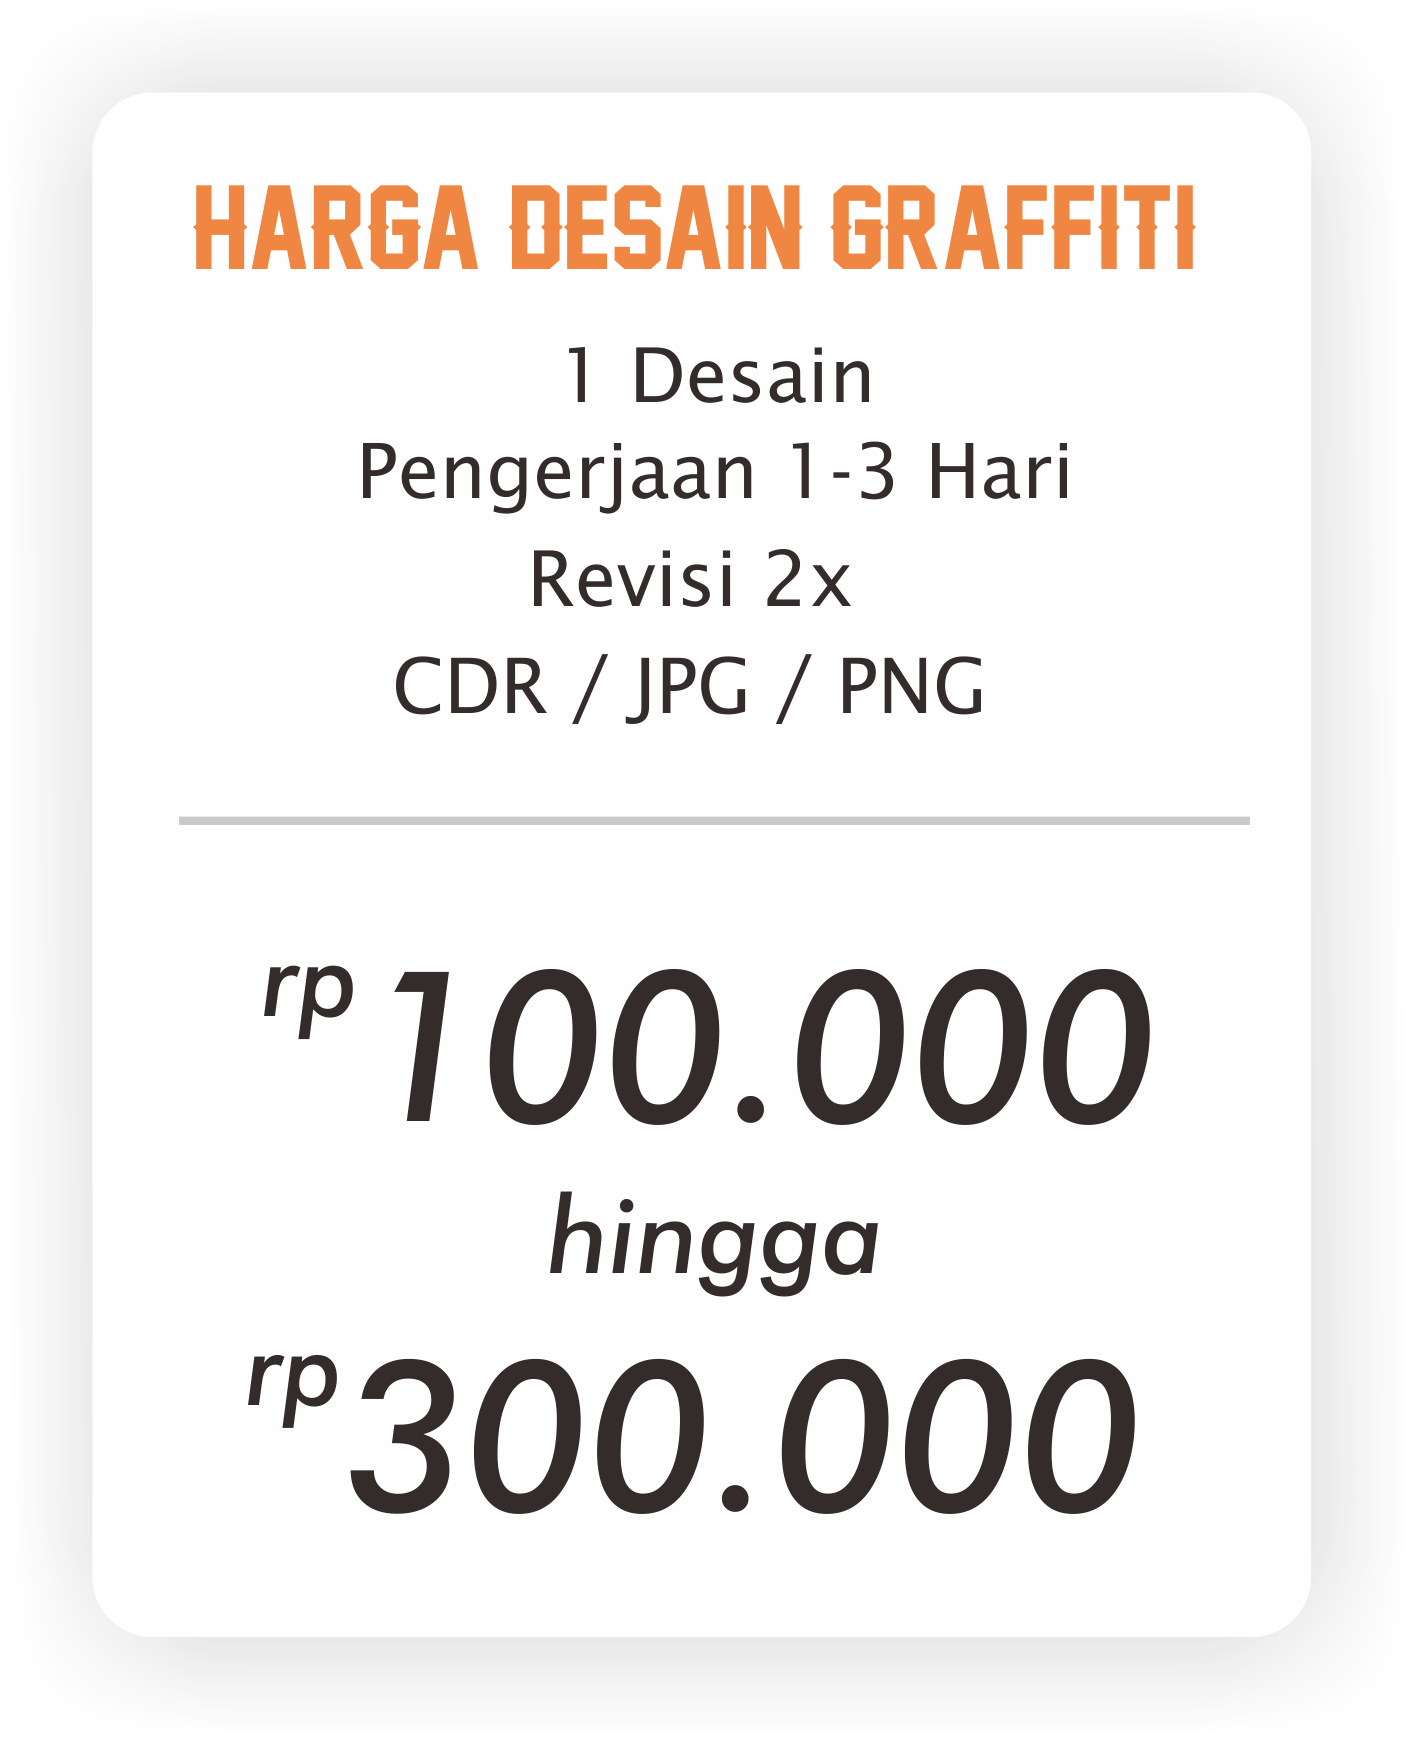 HARGA DESAIN GRAFFITI
1 Desain
Pengerjaan 1-3 Hari
Revisi 2x
CDR / JPG / PNG
rp 100.000
hingga
rp 300.000